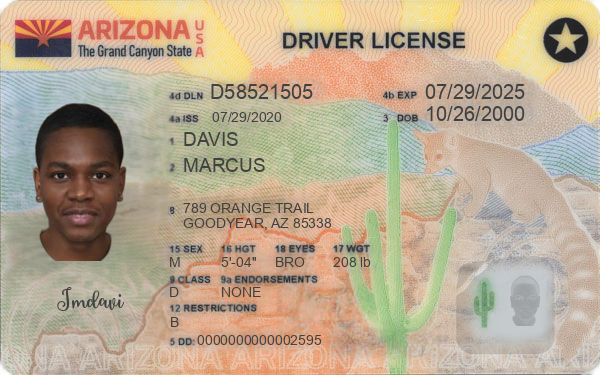 ARIZONA USA
The Grand Canyon State
DRIVER LICENSE
4d DLN D58521505
4b EXP 07/29/2025
4a ISS 07/29/2020
3 DOB 10/26/2000
1 DAVIS
2 MARCUS
8 789 ORANGE TRAIL
GOODYEAR, AZ 85338
15 SEX 16 HGT 18 EYES 17 WGT
M 5'-04" BRO 208 lb
9 CLASS 9a ENDORSEMENTS
D NONE
12 RESTRICTIONS
B
5 DD: 0000000000002595
Jmdavi
ONA ARIZONA ARIZONA ARIZONA ARIZONA ARIZON